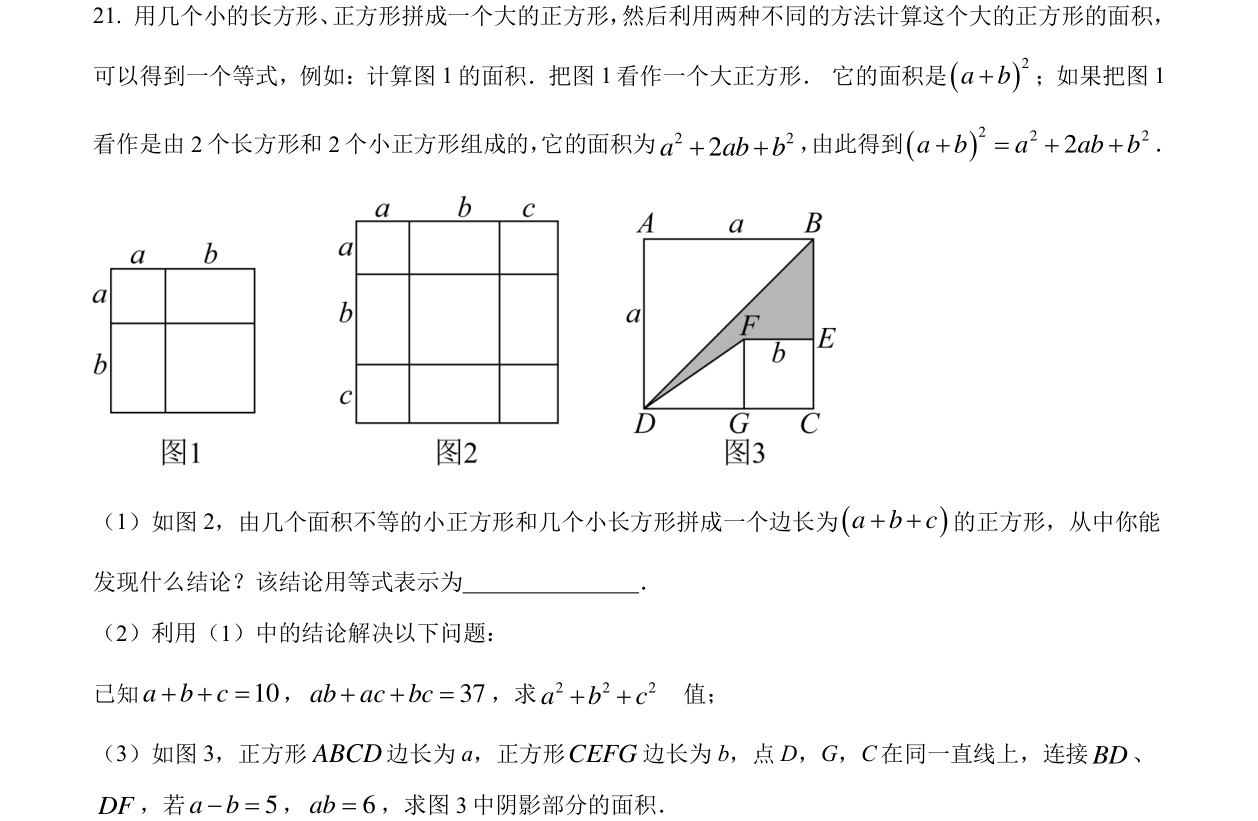 21. 用几个小的长方形、正方形拼成一个大的正方形，然后利用两种不同的方法计算这个大的正方形的面积，
可以得到一个等式，例如：计算图 1 的面积．把图 1 看作一个大正方形． 它的面积是(a+b)²；如果把图 1
看作是由 2 个长方形和 2 个小正方形组成的，它的面积为 a²+2ab+b²，由此得到(a+b)²=a²+2ab+b²．
a b
a
b
图1
a b c
a
b
c
图2
A a B
a
F
E
b
D G C
图3
（1）如图 2，由几个面积不等的小正方形和几个小长方形拼成一个边长为(a+b+c)的正方形，从中你能
发现什么结论？该结论用等式表示为________________．
（2）利用（1）中的结论解决以下问题：
已知 a+b+c=10，ab+ac+bc=37，求 a²+b²+c² 值；
（3）如图 3，正方形 ABCD 边长为 a，正方形 CEFG 边长为 b，点 D，G，C 在同一直线上，连接 BD、
DF，若 a−b=5，ab=6，求图 3 中阴影部分的面积．